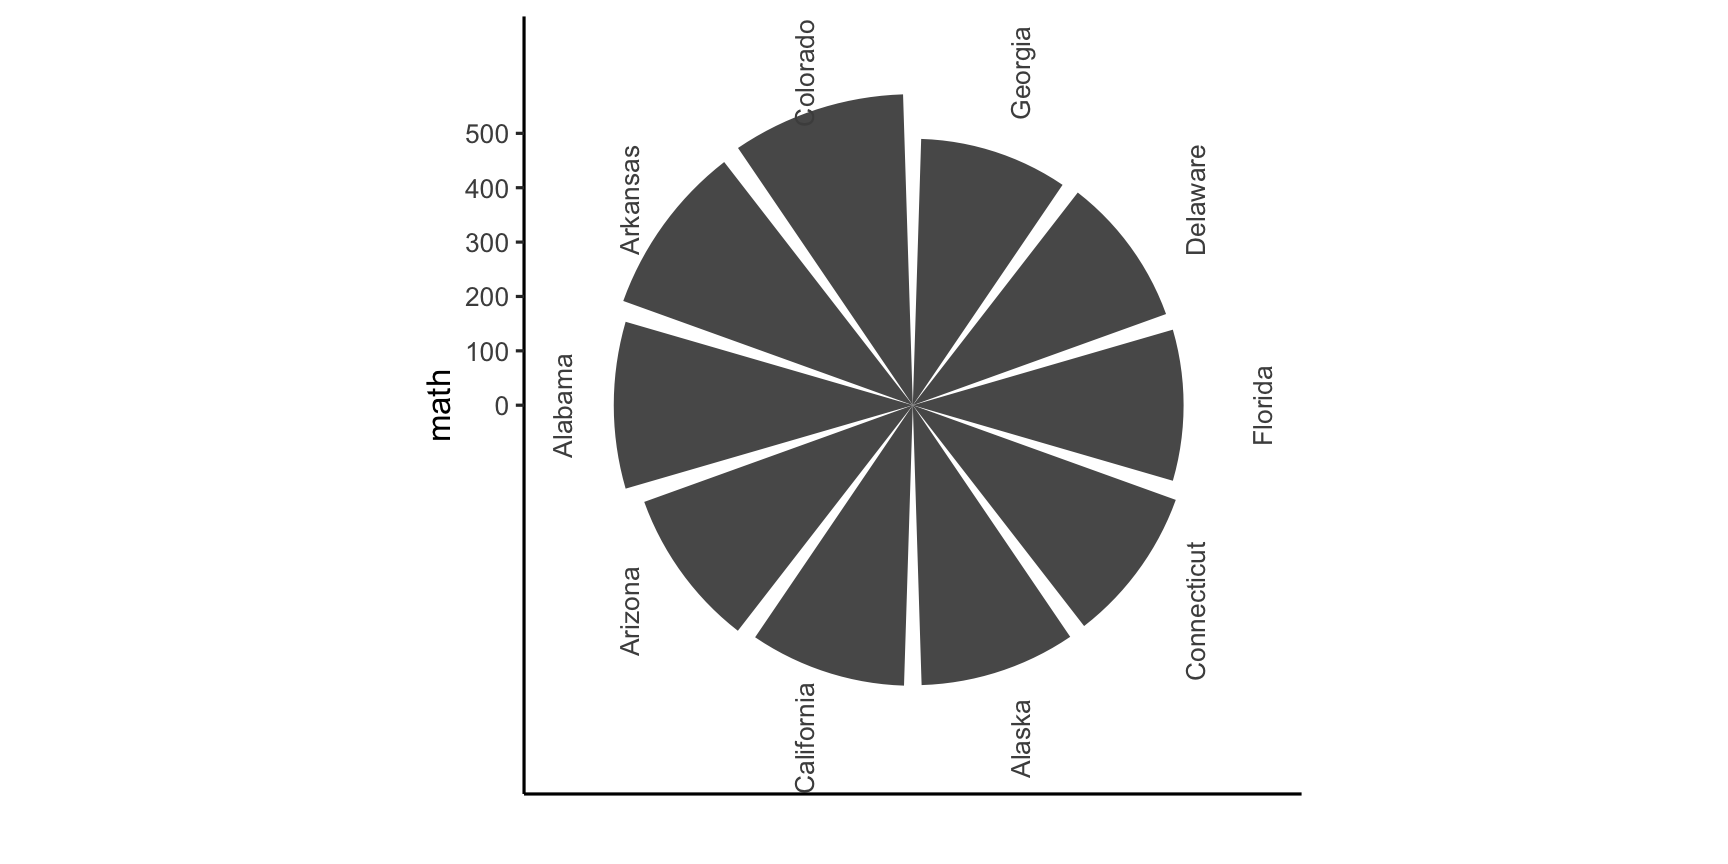 Colorado
Georgia
500
Arkansas
Delaware
400
300
200
100
math
0
Alabama
Florida
Arizona
Connecticut
California
Alaska